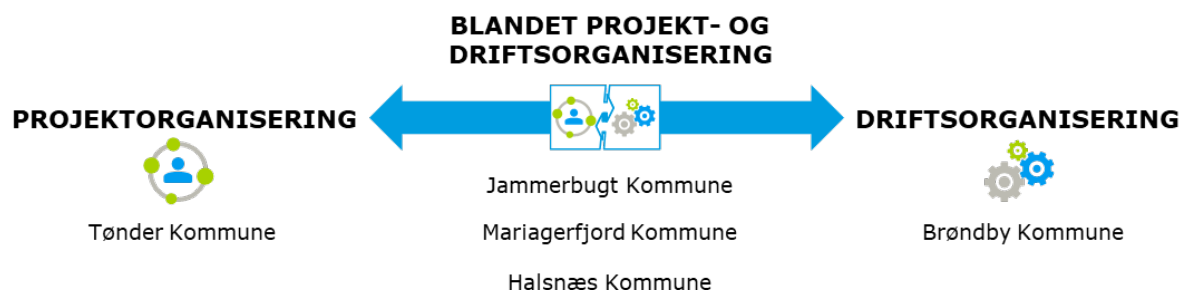 BLANDET PROJEKT- OG
DRIFTSORGANISERING
PROJEKTORGANISERING
DRIFTSORGANISERING
Jammerbugt Kommune
Tønder Kommune
Mariagerfjord Kommune
Brøndby Kommune
Halsnæs Kommune